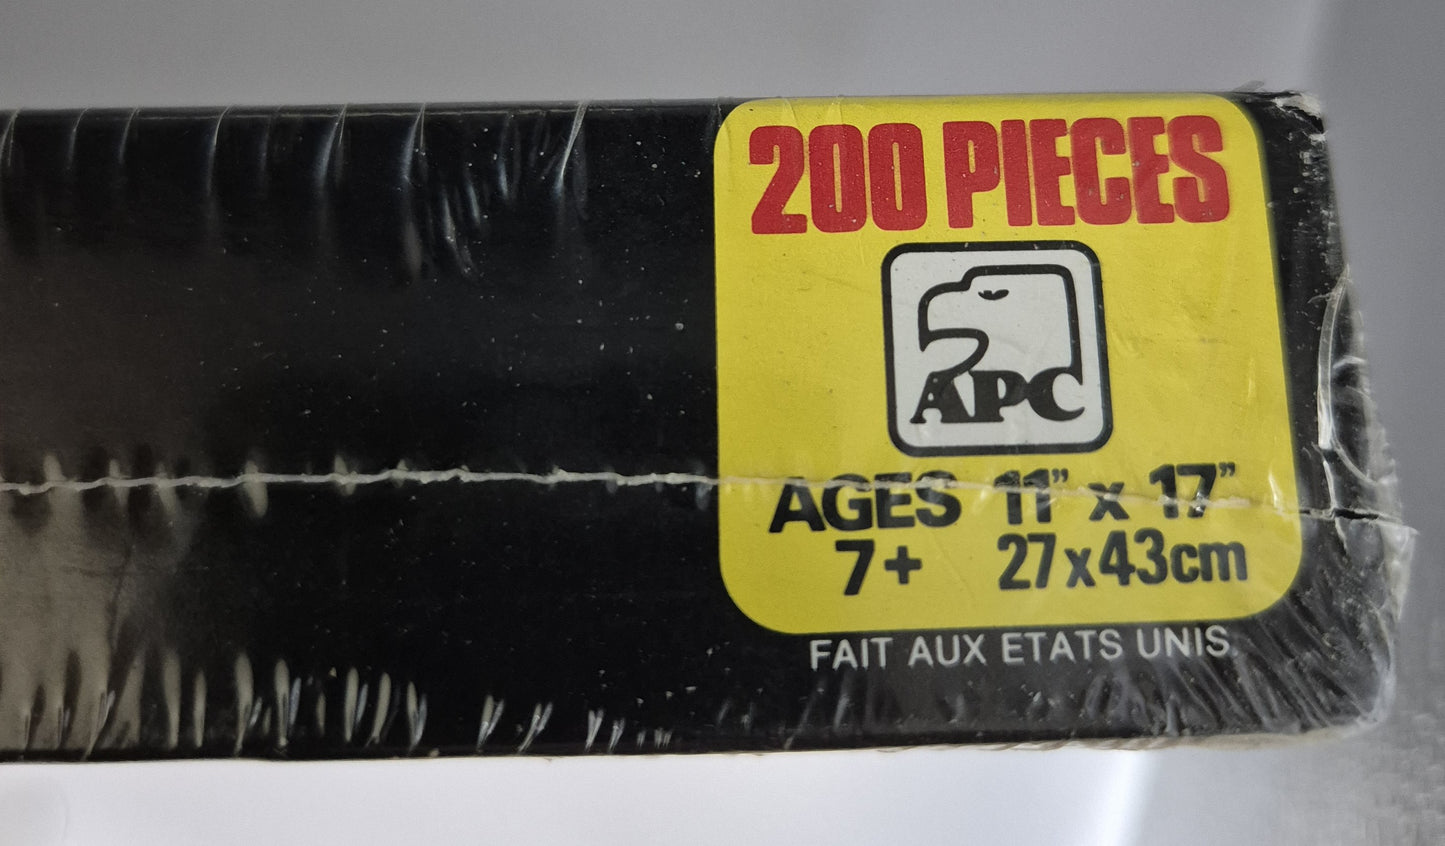 200 PIECES
APC
AGES 11" x 17"
7+ 27x43cm
FAIT AUX ETATS UNIS